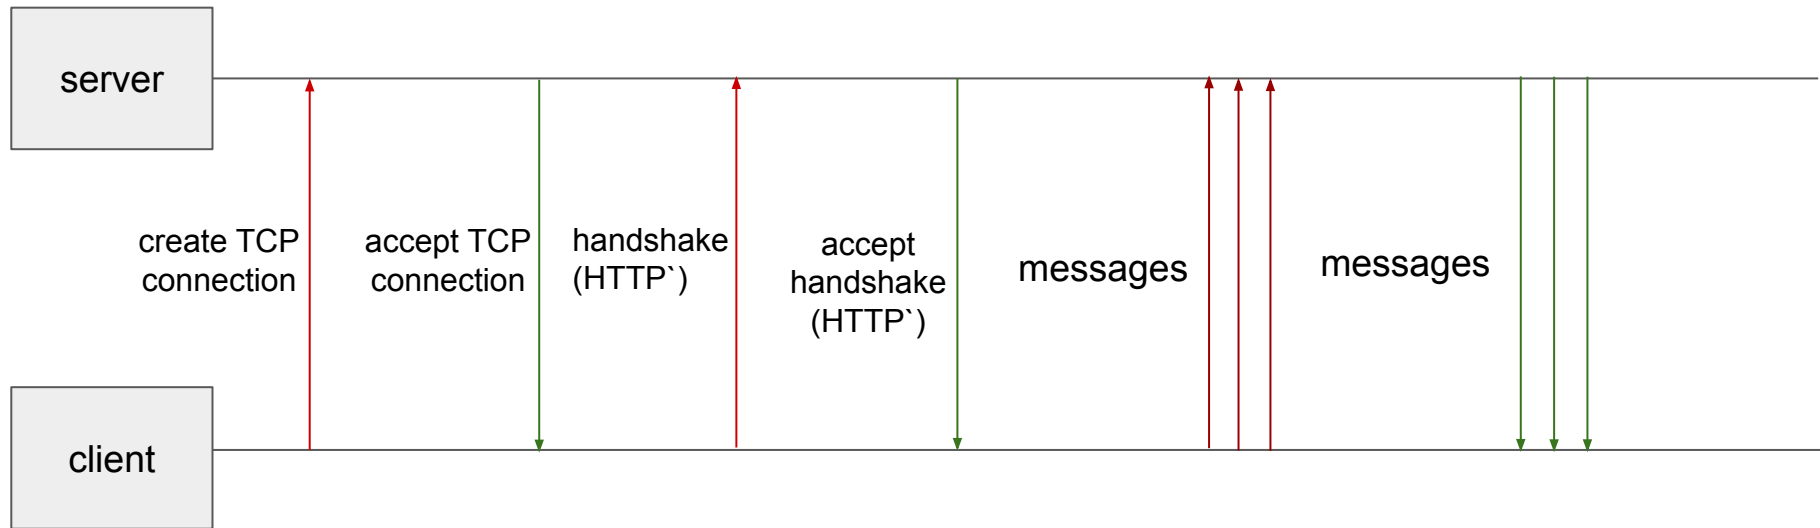 server
create TCP
connection
accept TCP
connection
handshake
(HTTP`)
accept
handshake
(HTTP`)
messages
messages
client